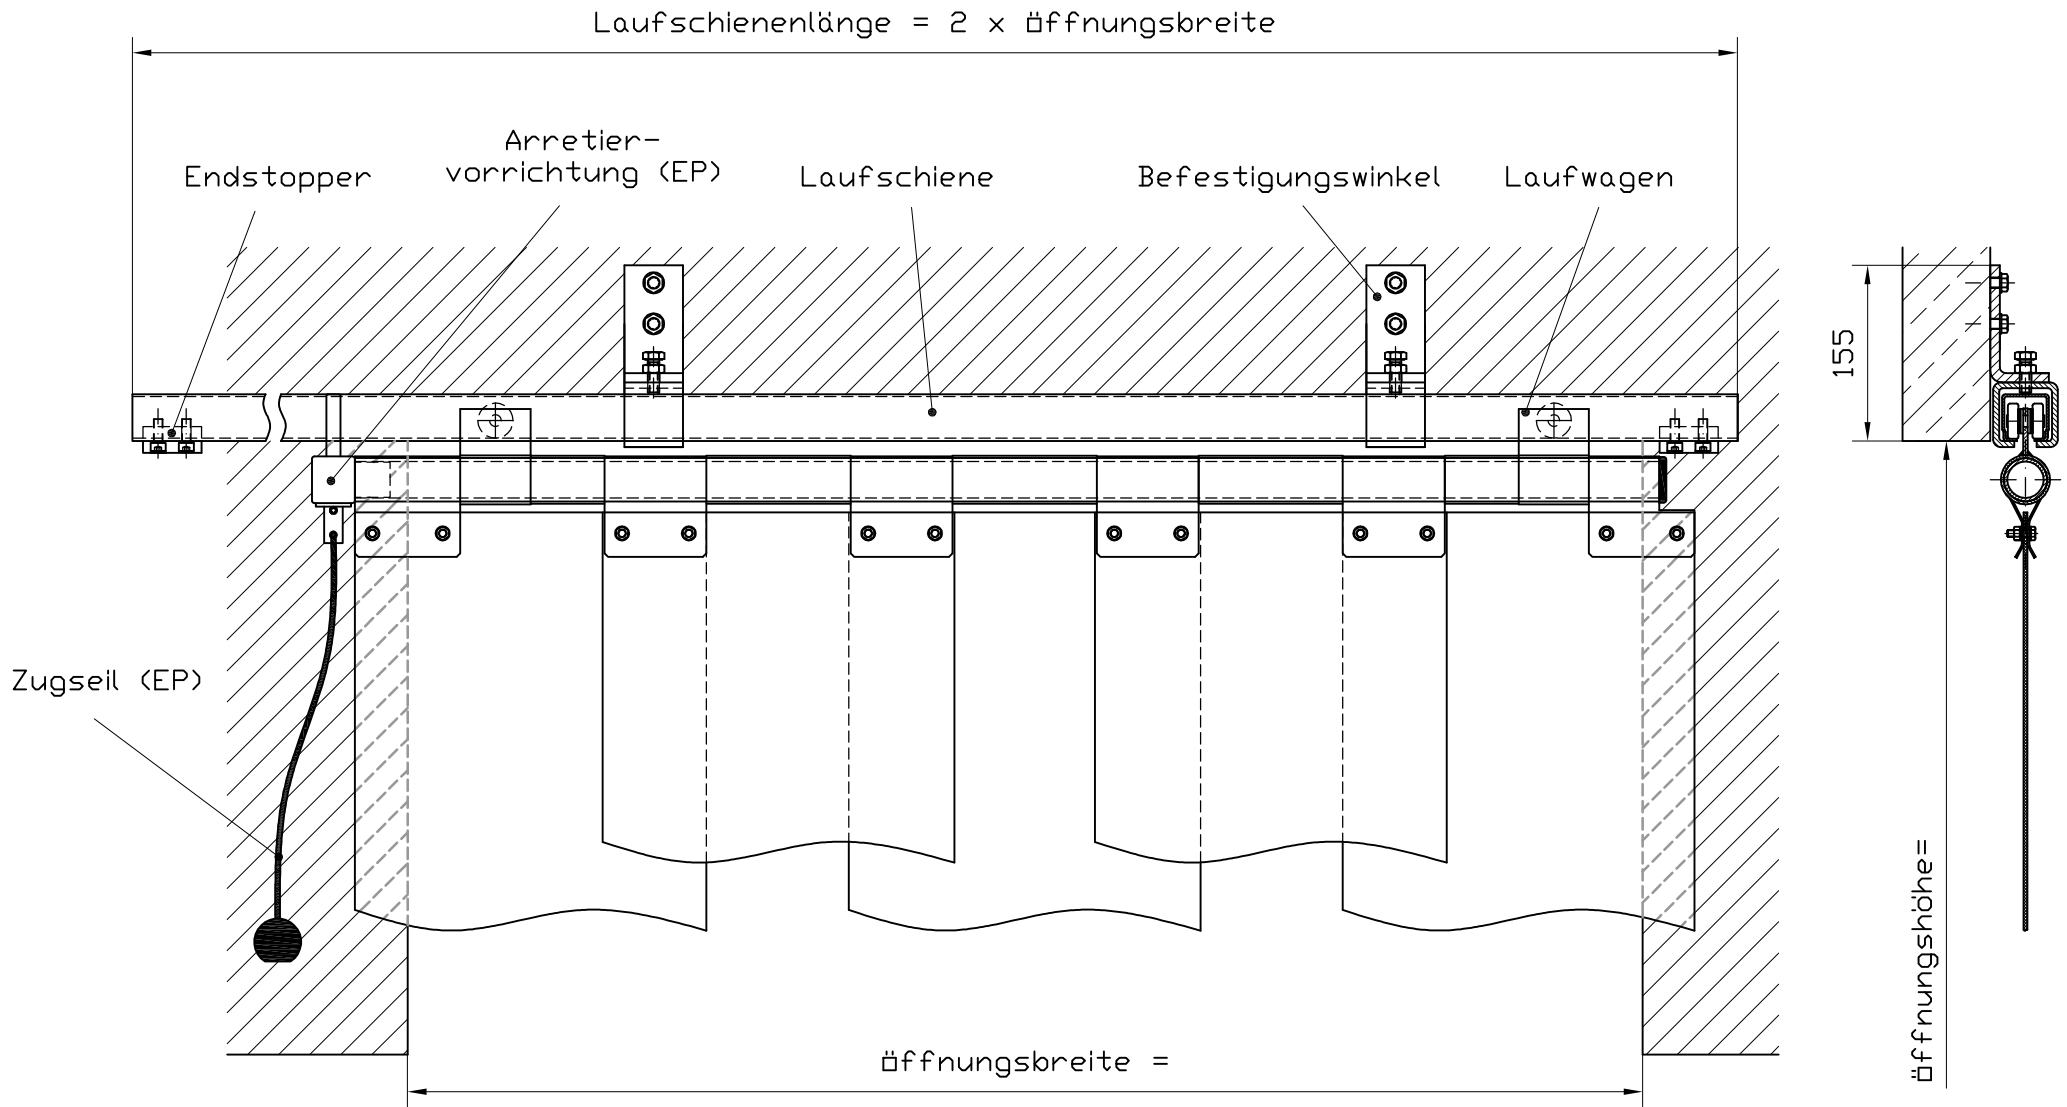 Laufschienenlänge = 2 x Öffnungsbreite
Arretier-
vorrichtung (EP)
Endstopper
Laufschiene
Befestigungswinkel
Laufwagen
155
Zugseil (EP)
Öffnungshöhe=
Öffnungsbreite =